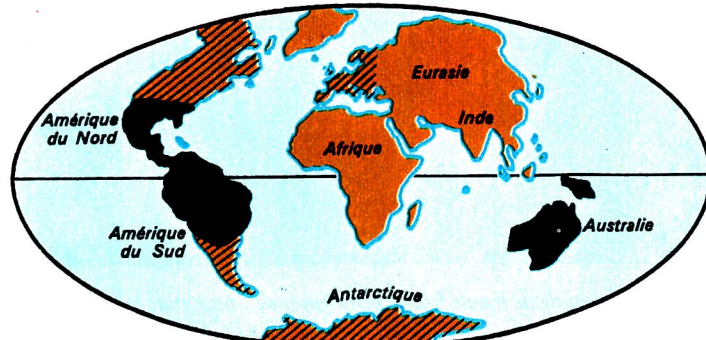 Eurasie
Amérique
du Nord
Inde
Afrique
Amérique
du Sud
Australie
Antarctique